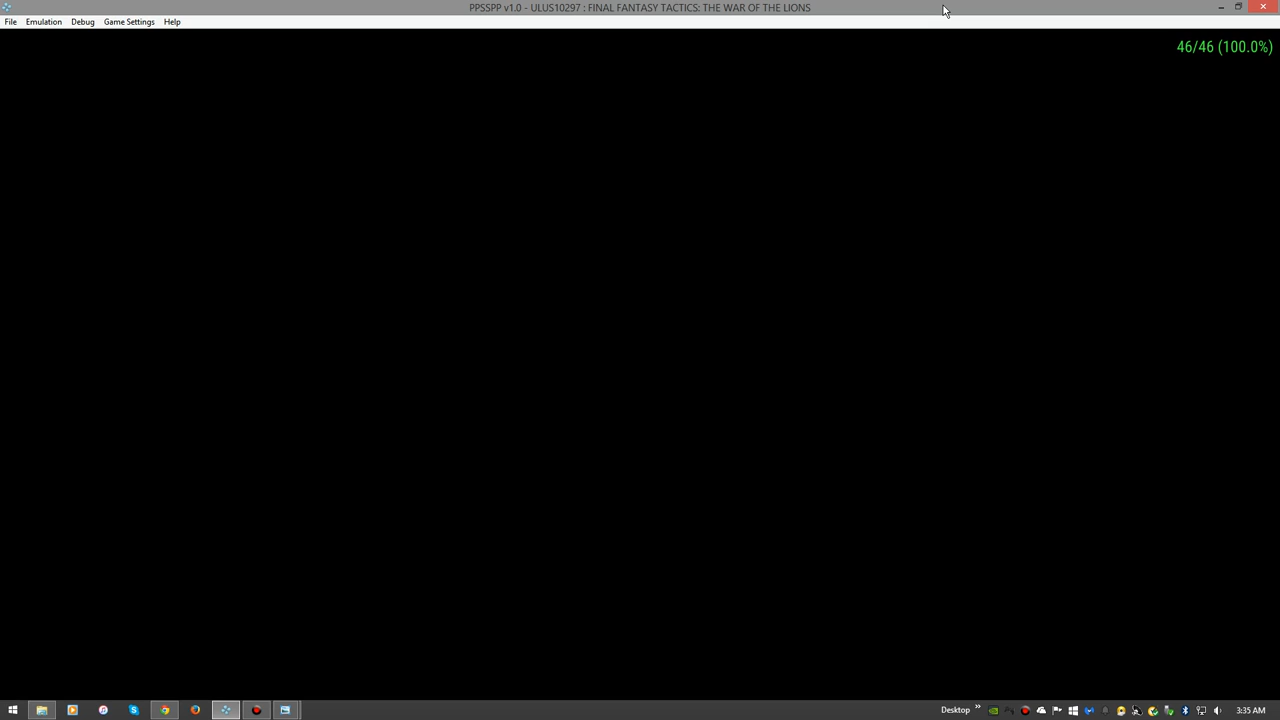 PPSSPP v1.0 - ULUS10297 : FINAL FANTASY TACTICS: THE WAR OF THE LIONS
File Emulation Debug Game Settings Help
46/46 (100.0%)
Desktop » 3:35 AM